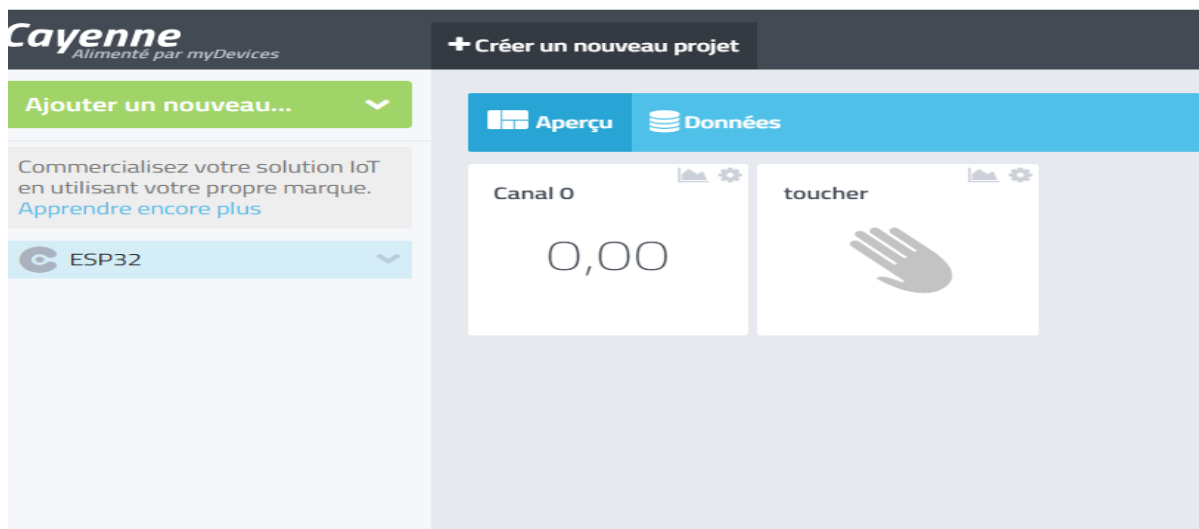 Cayenne
Alimenté par myDevices
+ Créer un nouveau projet
Ajouter un nouveau...
Aperçu
Données
Commercialisez votre solution IoT
en utilisant votre propre marque.
Apprendre encore plus
ESP32
Canal 0
0,00
toucher